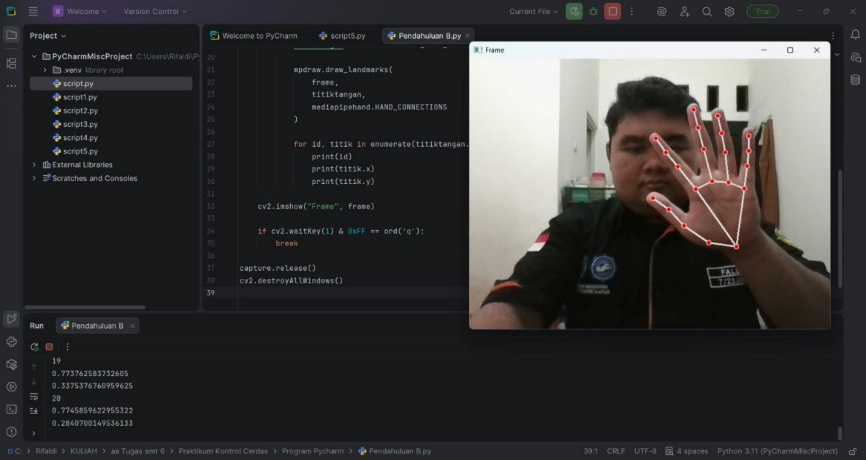 Welcome
Version Control
Current File
Trial
Project
Welcome to PyCharm
script5.py
Pendahuluan B.py
PyCharmMiscProject C:\Users\Rifaldi\P
.venv library root
script.py
script1.py
script2.py
script3.py
script4.py
script5.py
External Libraries
Scratches and Consoles
20
21 mpdraw.draw_landmarks(
22 frame,
23 titiktangan,
24 mediapipehand.HAND_CONNECTIONS
25 )
26
27 for id, titik in enumerate(titiktangan.
28 print(id)
29 print(titik.x)
30 print(titik.y)
31
32 cv2.imshow("Frame", frame)
33
34 if cv2.waitKey(1) & 0xFF == ord('q'):
35 break
36
37 capture.release()
38 cv2.destroyAllWindows()
39
Frame
FALL
7/23
Run
Pendahuluan B
19
0.773762583732605
0.3375376760959625
20
0.7745859622955322
0.2840700149536133
C: > Rifaldi > KULIAH > aa Tugas smt 6 > Praktikum Kontrol Cerdas > Program Pycharm > Pendahuluan B.py
39:1 CRLF UTF-8 4 spaces Python 3.11 (PyCharmMiscProject)